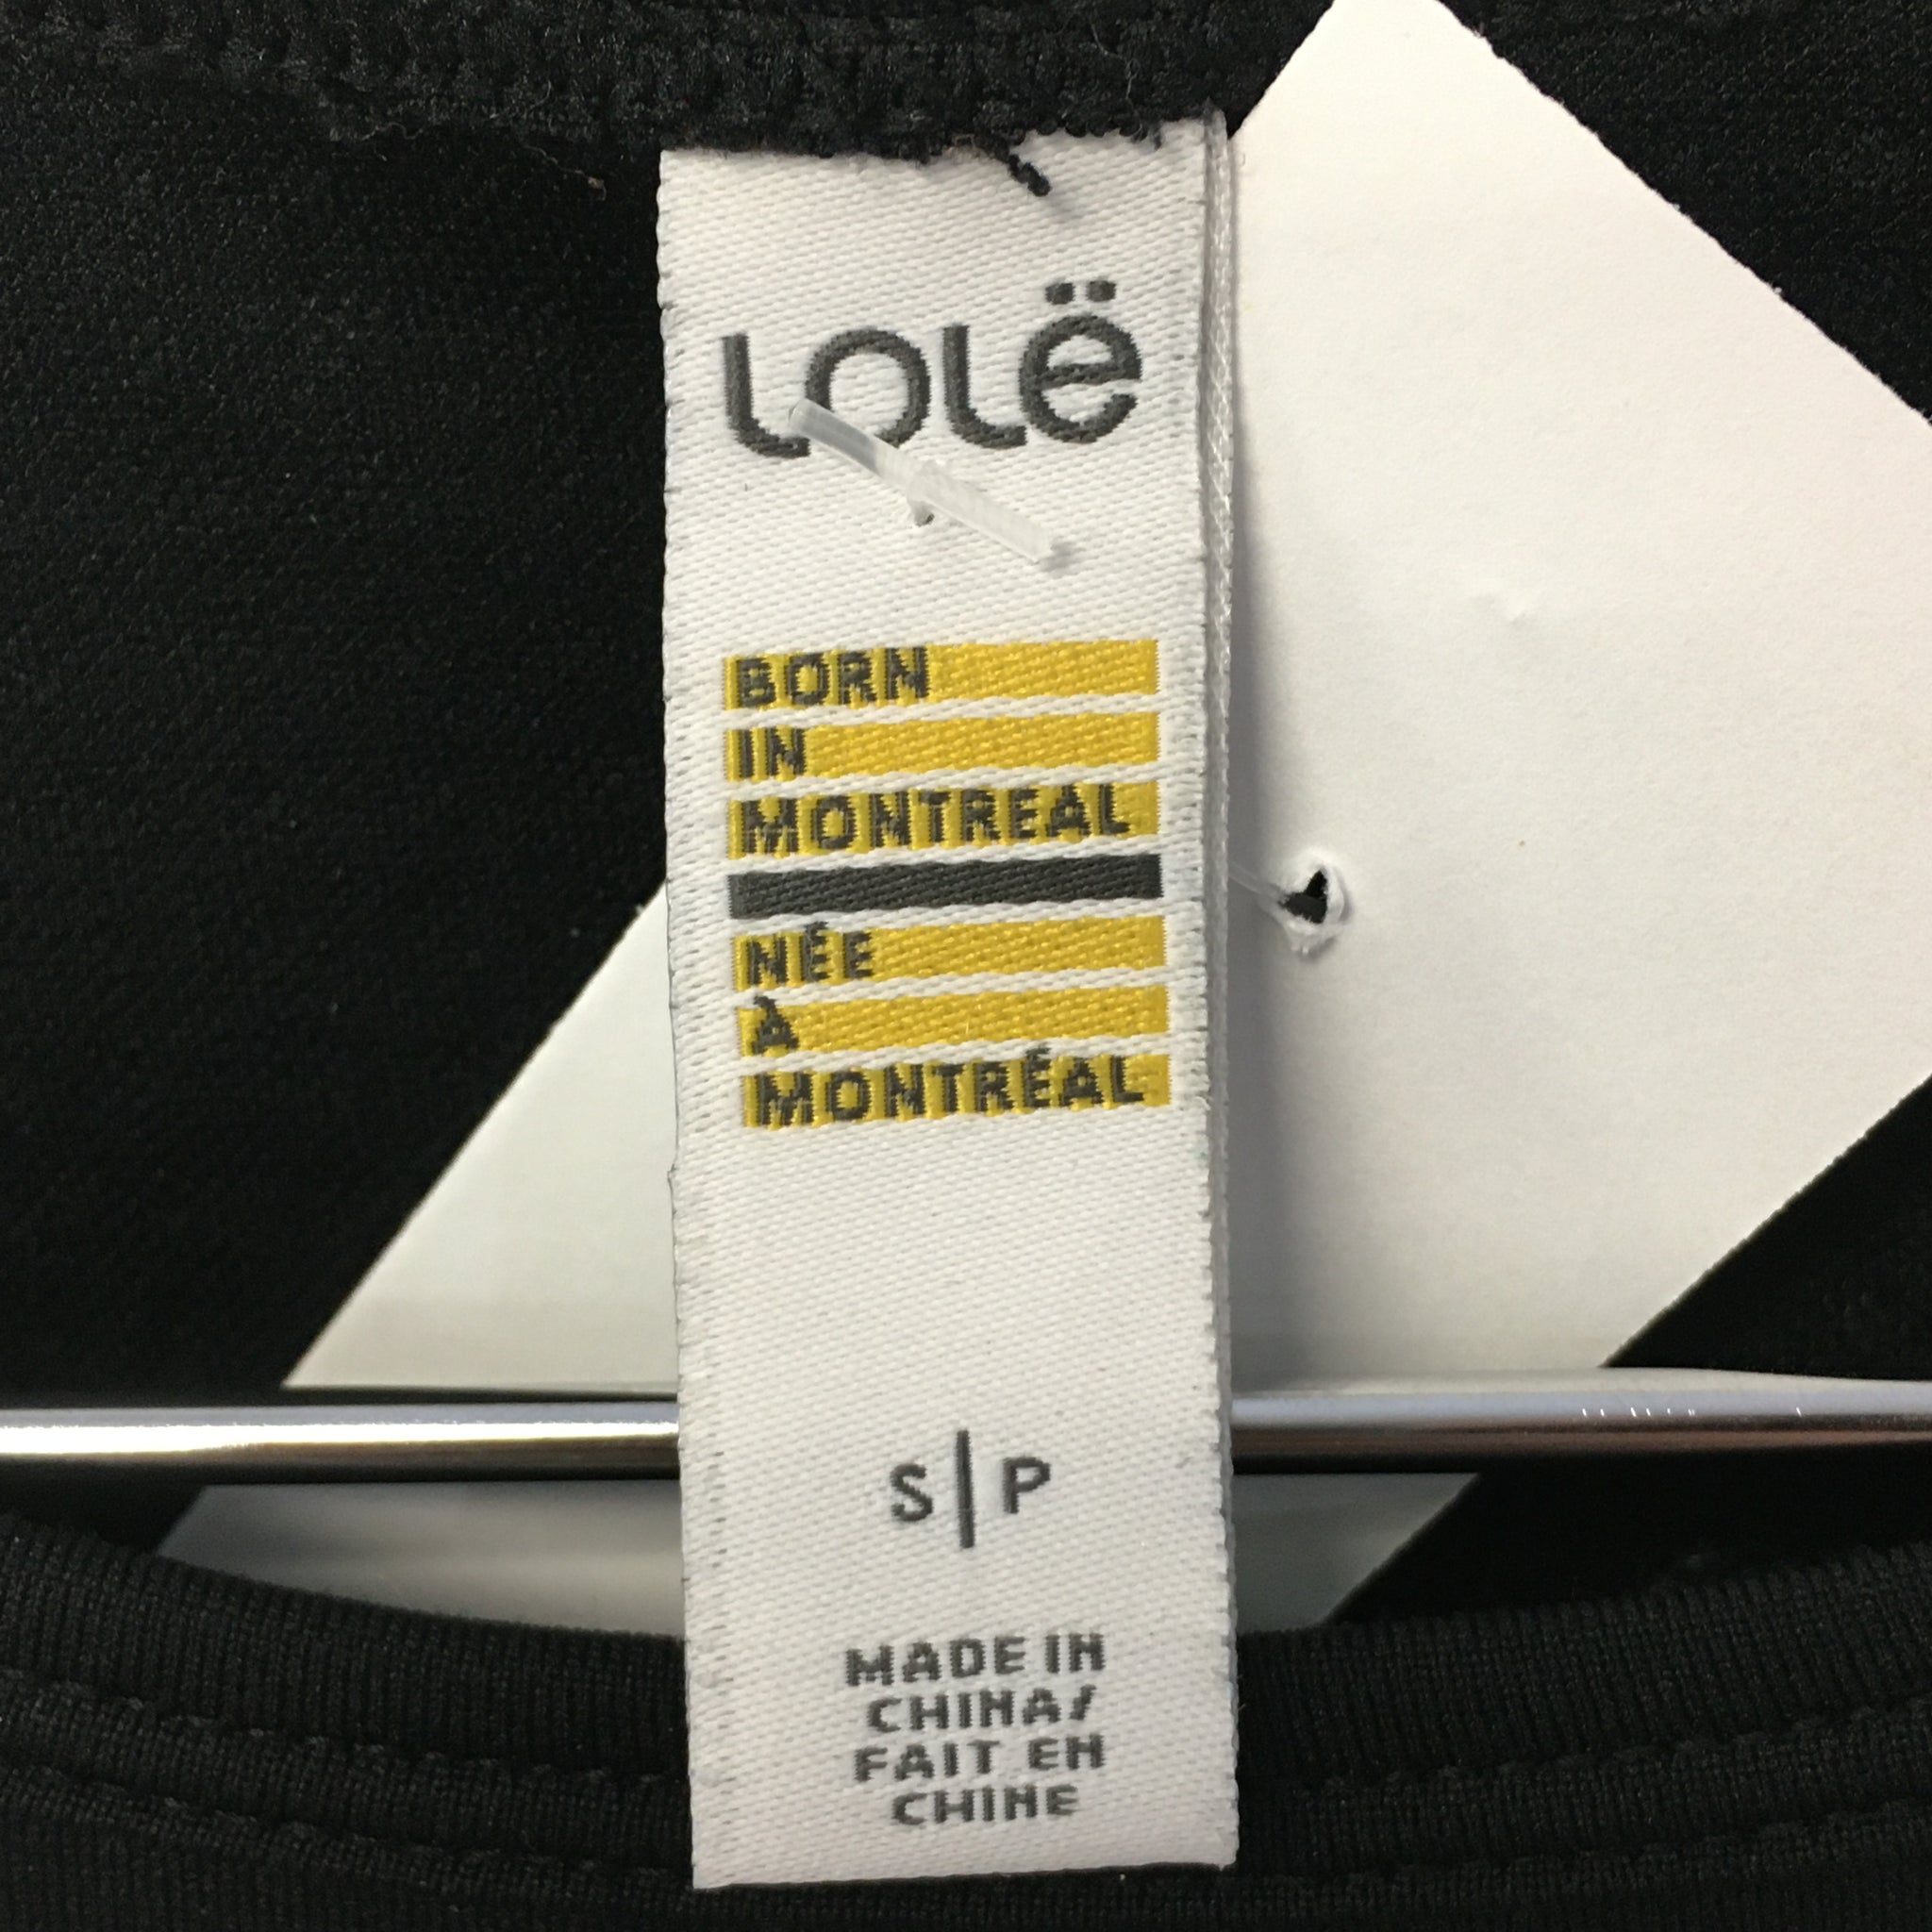 Lolë
BORN
IN
MONTREAL
NÉE
À
MONTRÉAL
S|P
MADE IN
CHINA/
FAIT EN
CHINE